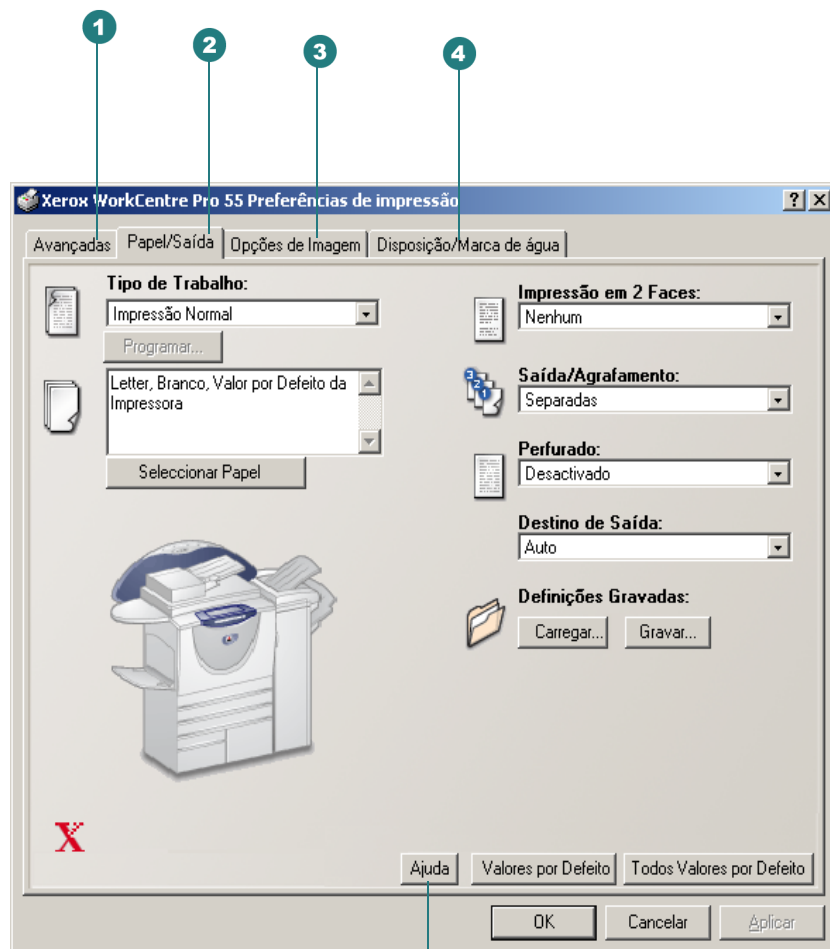 1
2
3
4
Xerox WorkCentre Pro 55 Preferências de impressão
Avançadas Papel/Saída Opções de Imagem Disposição/Marca de água
Tipo de Trabalho:
Impressão Normal
Programar...
Letter, Branco, Valor por Defeito da
Impressora
Seleccionar Papel
Impressão em 2 Faces:
Nenhum
3
2
1
Saída/Agrafamento:
Separadas
Perfurado:
Desactivado
Destino de Saída:
Auto
Definições Gravadas:
Carregar... Gravar...
X
Ajuda Valores por Defeito Todos Valores por Defeito
OK Cancelar Aplicar